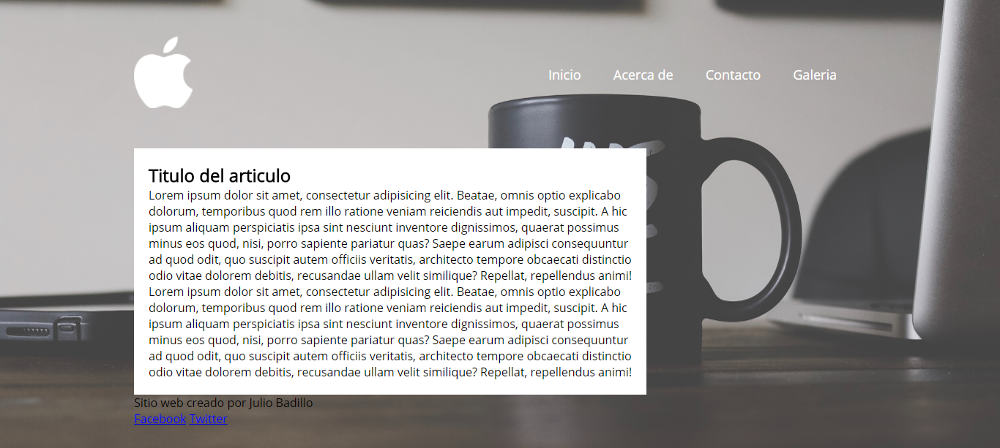 Inicio Acerca de Contacto Galeria
Titulo del articulo
Lorem ipsum dolor sit amet, consectetur adipisicing elit. Beatae, omnis optio explicabo
dolorum, temporibus quod rem illo ratione veniam reiciendis aut impedit, suscipit. A hic
ipsum aliquam perspiciatis ipsa sint nesciunt inventore dignissimos, quaerat possimus
minus eos quod, nisi, porro sapiente pariatur quas? Saepe earum adipisci consequuntur
ad quod odit, quo suscipit autem officiis veritatis, architecto tempore obcaecati distinctio
odio vitae dolorem debitis, recusandae ullam velit similique? Repellat, repellendus animi!
Lorem ipsum dolor sit amet, consectetur adipisicing elit. Beatae, omnis optio explicabo
dolorum, temporibus quod rem illo ratione veniam reiciendis aut impedit, suscipit. A hic
ipsum aliquam perspiciatis ipsa sint nesciunt inventore dignissimos, quaerat possimus
minus eos quod, nisi, porro sapiente pariatur quas? Saepe earum adipisci consequuntur
ad quod odit, quo suscipit autem officiis veritatis, architecto tempore obcaecati distinctio
odio vitae dolorem debitis, recusandae ullam velit similique? Repellat, repellendus animi!
Sitio web creado por Julio Badillo
Facebook Twitter